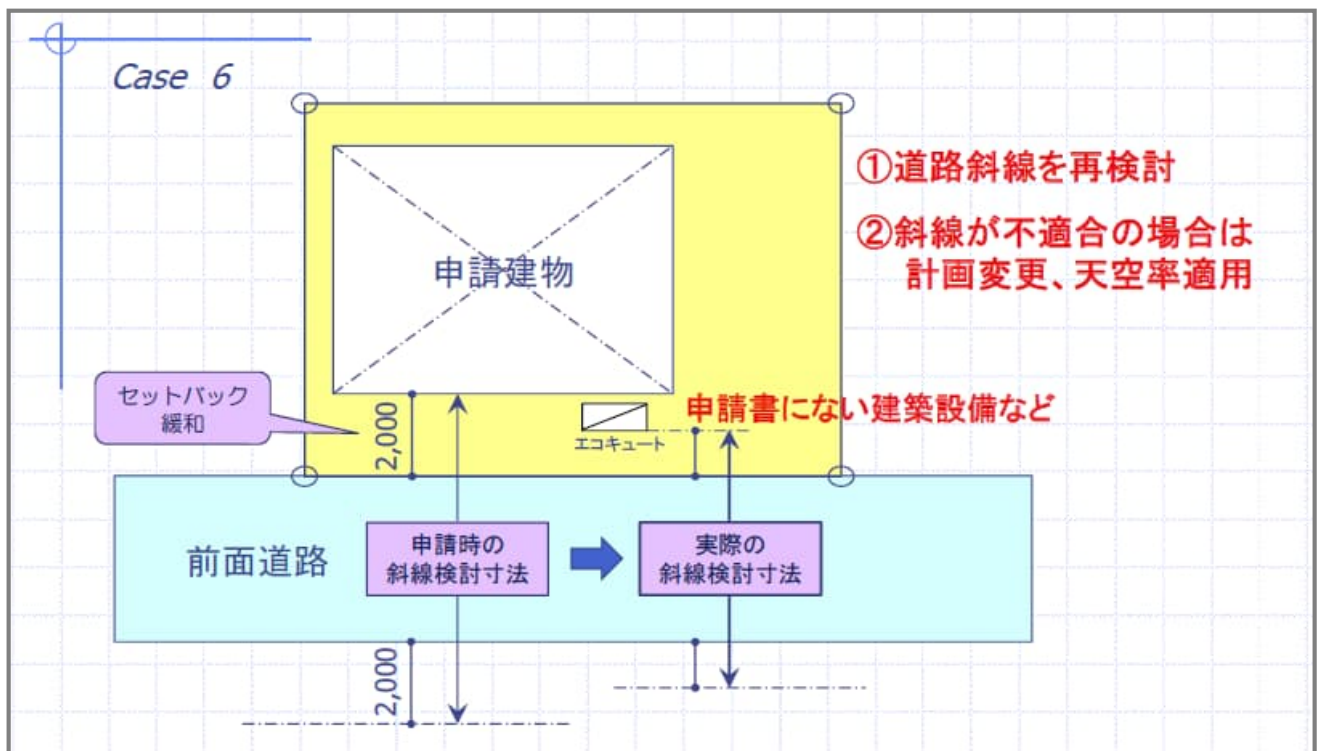 Case 6
①道路斜線を再検討
②斜線が不適合の場合は
計画変更、天空率適用
申請建物
セットバック
緩和
2,000
申請書にない建築設備など
エコキュート
前面道路
申請時の
斜線検討寸法
実際の
斜線検討寸法
2,000